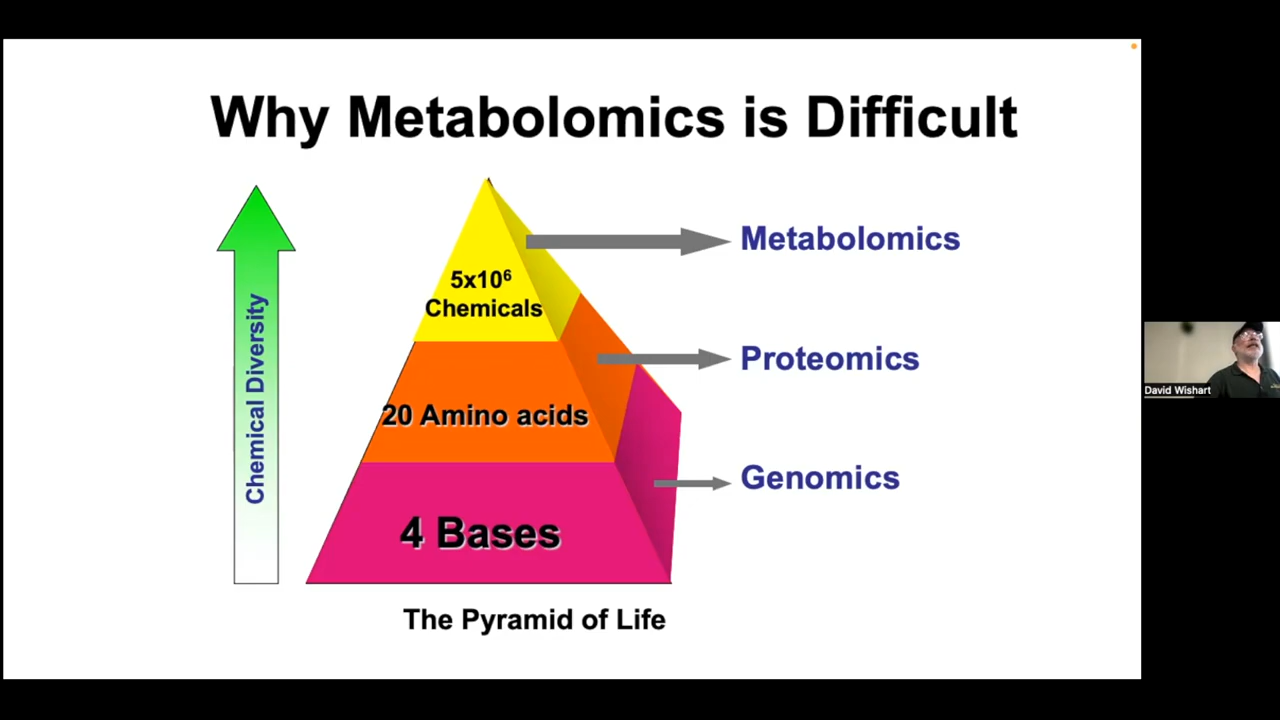 Why Metabolomics is Difficult
Chemical Diversity
5x10⁶
Chemicals
20 Amino acids
4 Bases
Metabolomics
Proteomics
Genomics
The Pyramid of Life
David Wishart